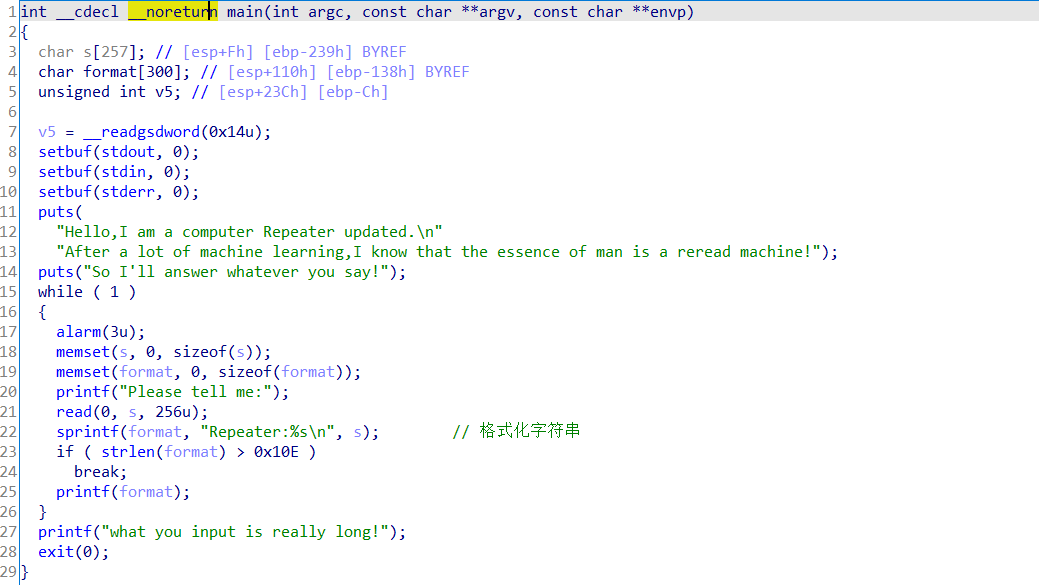 1 int __cdecl __noreturn main(int argc, const char **argv, const char **envp)
2 {
3   char s[257]; // [esp+Fh] [ebp-239h] BYREF
4   char format[300]; // [esp+110h] [ebp-138h] BYREF
5   unsigned int v5; // [esp+23Ch] [ebp-Ch]
6
7   v5 = __readgsdword(0x14u);
8   setbuf(stdout, 0);
9   setbuf(stdin, 0);
10   setbuf(stderr, 0);
11   puts(
12     "Hello,I am a computer Repeater updated.\n"
13     "After a lot of machine learning,I know that the essence of man is a reread machine!");
14   puts("So I'll answer whatever you say!");
15   while ( 1 )
16   {
17     alarm(3u);
18     memset(s, 0, sizeof(s));
19     memset(format, 0, sizeof(format));
20     printf("Please tell me:");
21     read(0, s, 256u);
22     sprintf(format, "Repeater:%s\n", s);        // 格式化字符串
23     if ( strlen(format) > 0x10E )
24       break;
25     printf(format);
26   }
27   printf("what you input is really long!");
28   exit(0);
29 }